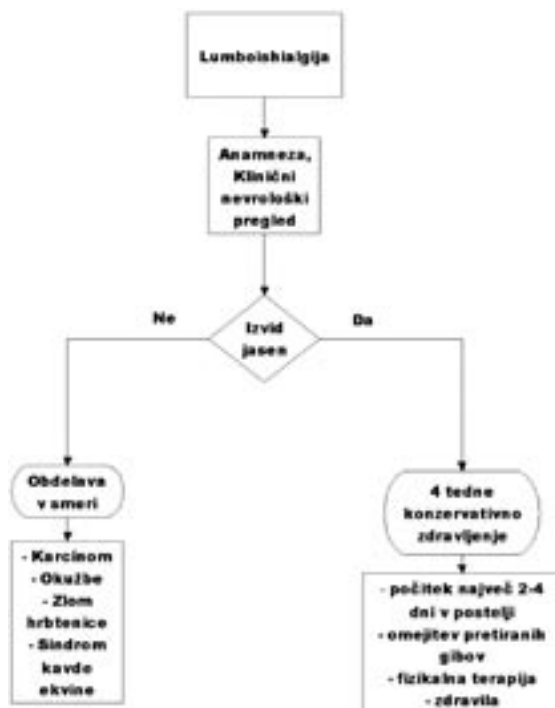 Lumboishialgija
Anamneza,
Klinični
nevrološki
pregled
Izvid
jasen
Ne
Da
Obdelava
v smeri
- Karcinom
- Okužbe
- Zlom
hrbtenice
- Sindrom
kavde
ekvine
4 tedne
konzervativno
zdravljenje
- počitek največ 2-4
dni v postelji
- omejitev pretiranih
gibov
- fizikalna terapija
- zdravila